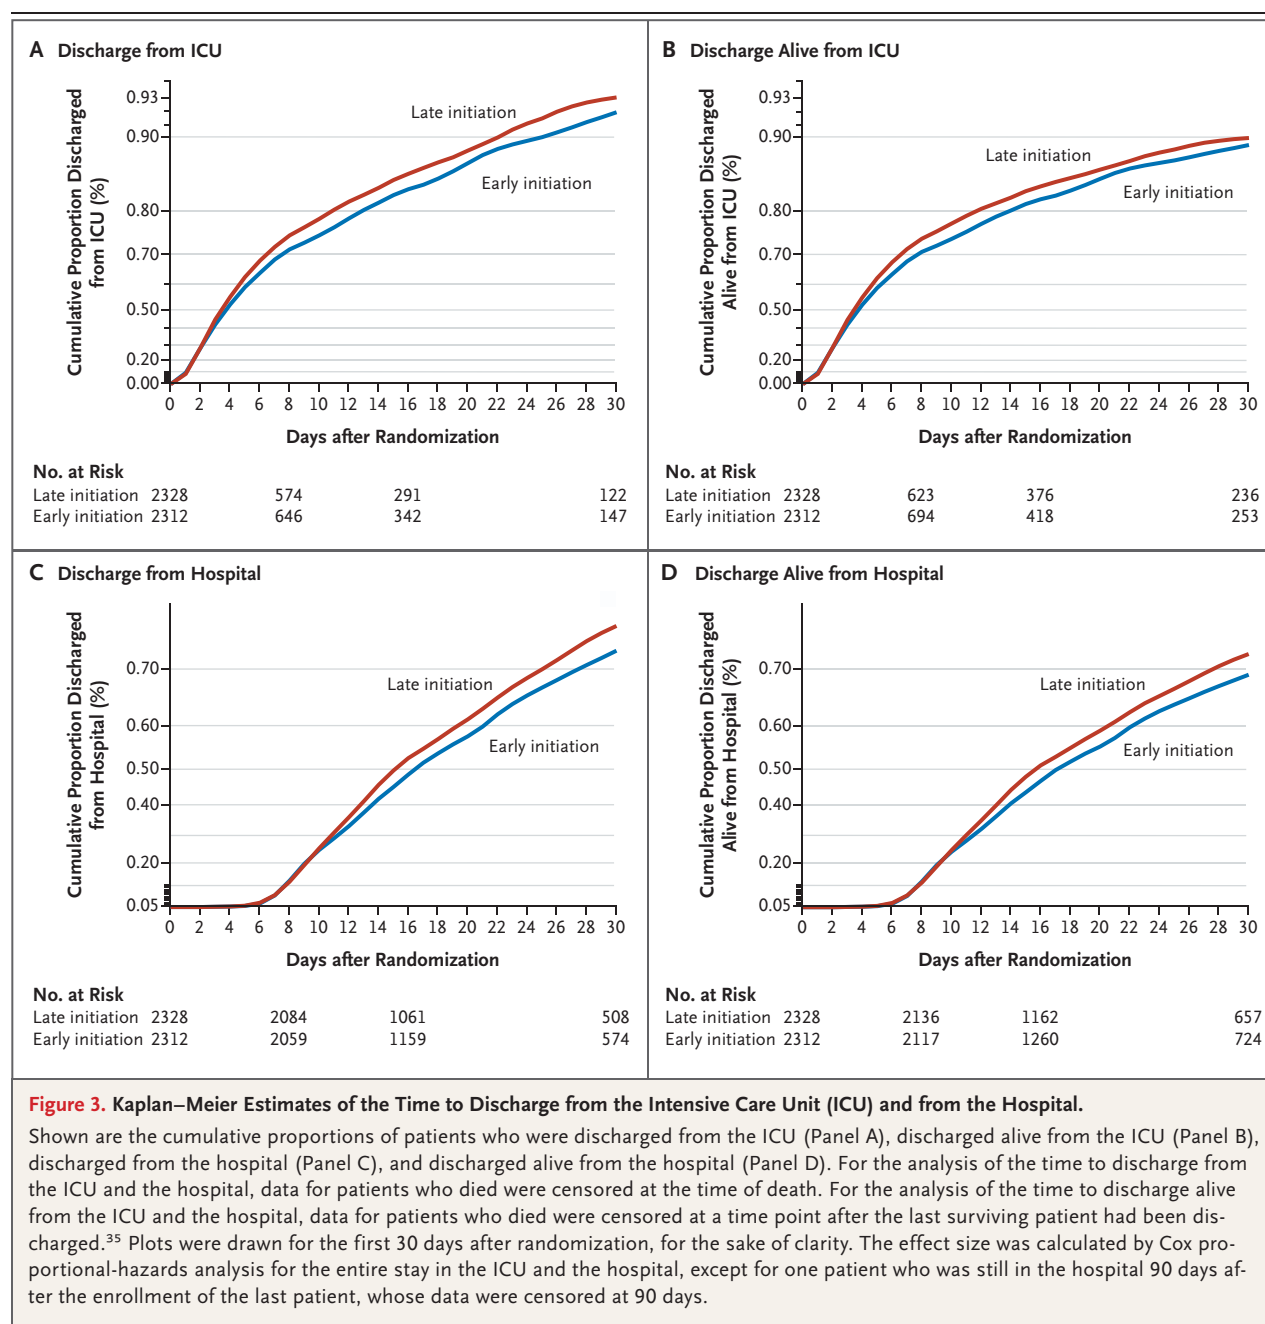 A Discharge from ICU
Cumulative Proportion Discharged
from ICU (%)
0.93
0.90
0.80
0.70
0.50
0.20
0.00
Late initiation
Early initiation
0 2 4 6 8 10 12 14 16 18 20 22 24 26 28 30
Days after Randomization
No. at Risk
Late initiation 2328 574 291 122
Early initiation 2312 646 342 147
B Discharge Alive from ICU
Cumulative Proportion Discharged
Alive from ICU (%)
0.93
0.90
0.80
0.70
0.50
0.20
0.00
Late initiation
Early initiation
0 2 4 6 8 10 12 14 16 18 20 22 24 26 28 30
Days after Randomization
No. at Risk
Late initiation 2328 623 376 236
Early initiation 2312 694 418 253
C Discharge from Hospital
Cumulative Proportion Discharged
from Hospital (%)
0.70
0.60
0.50
0.40
0.20
0.05
Late initiation
Early initiation
0 2 4 6 8 10 12 14 16 18 20 22 24 26 28 30
Days after Randomization
No. at Risk
Late initiation 2328 2084 1061 508
Early initiation 2312 2059 1159 574
D Discharge Alive from Hospital
Cumulative Proportion Discharged
Alive from Hospital (%)
0.70
0.60
0.50
0.40
0.20
0.05
Late initiation
Early initiation
0 2 4 6 8 10 12 14 16 18 20 22 24 26 28 30
Days after Randomization
No. at Risk
Late initiation 2328 2136 1162 657
Early initiation 2312 2117 1260 724
Figure 3. Kaplan–Meier Estimates of the Time to Discharge from the Intensive Care Unit (ICU) and from the Hospital.
Shown are the cumulative proportions of patients who were discharged from the ICU (Panel A), discharged alive from the ICU (Panel B),
discharged from the hospital (Panel C), and discharged alive from the hospital (Panel D). For the analysis of the time to discharge from
the ICU and the hospital, data for patients who died were censored at the time of death. For the analysis of the time to discharge alive
from the ICU and the hospital, data for patients who died were censored at a time point after the last surviving patient had been dis-
charged.³⁵ Plots were drawn for the first 30 days after randomization, for the sake of clarity. The effect size was calculated by Cox pro-
portional-hazards analysis for the entire stay in the ICU and the hospital, except for one patient who was still in the hospital 90 days af-
ter the enrollment of the last patient, whose data were censored at 90 days.